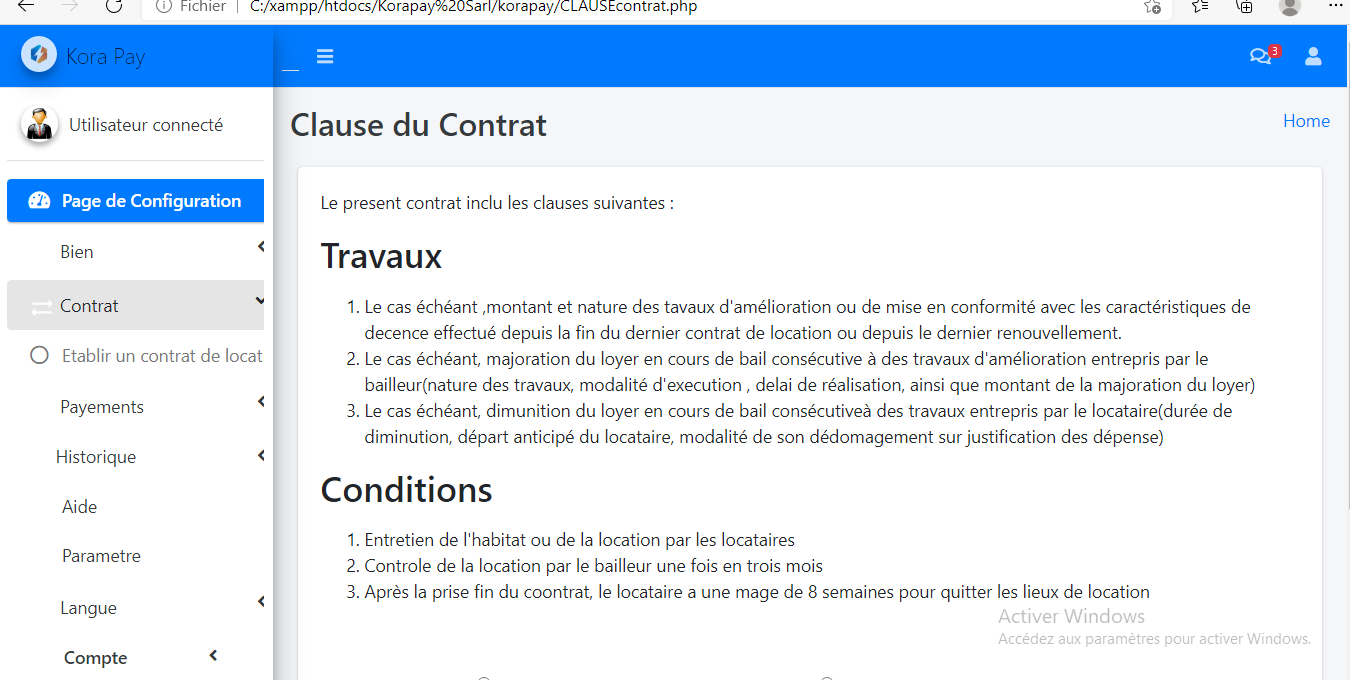 Fichier | C:/xampp/htdocs/Korapay%20Sarl/korapay/CLAUSEcontrat.php
Kora Pay
3
Utilisateur connecté
Clause du Contrat
Home
Page de Configuration
Bien
Contrat
Etablir un contrat de locat
Payements
Historique
Aide
Parametre
Langue
Compte
Le present contrat inclu les clauses suivantes :
Travaux
1. Le cas échéant ,montant et nature des tavaux d'amélioration ou de mise en conformité avec les caractéristiques de
decence effectué depuis la fin du dernier contrat de location ou depuis le dernier renouvellement.
2. Le cas échéant, majoration du loyer en cours de bail consécutive à des travaux d'amélioration entrepris par le
bailleur(nature des travaux, modalité d'execution , delai de réalisation, ainsi que montant de la majoration du loyer)
3. Le cas échéant, dimunition du loyer en cours de bail consécutiveà des travaux entrepris par le locataire(durée de
diminution, départ anticipé du locataire, modalité de son dédomagement sur justification des dépense)
Conditions
1. Entretien de l'habitat ou de la location par les locataires
2. Controle de la location par le bailleur une fois en trois mois
3. Après la prise fin du coontrat, le locataire a une mage de 8 semaines pour quitter les lieux de location
Activer Windows
Accédez aux paramètres pour activer Windows.